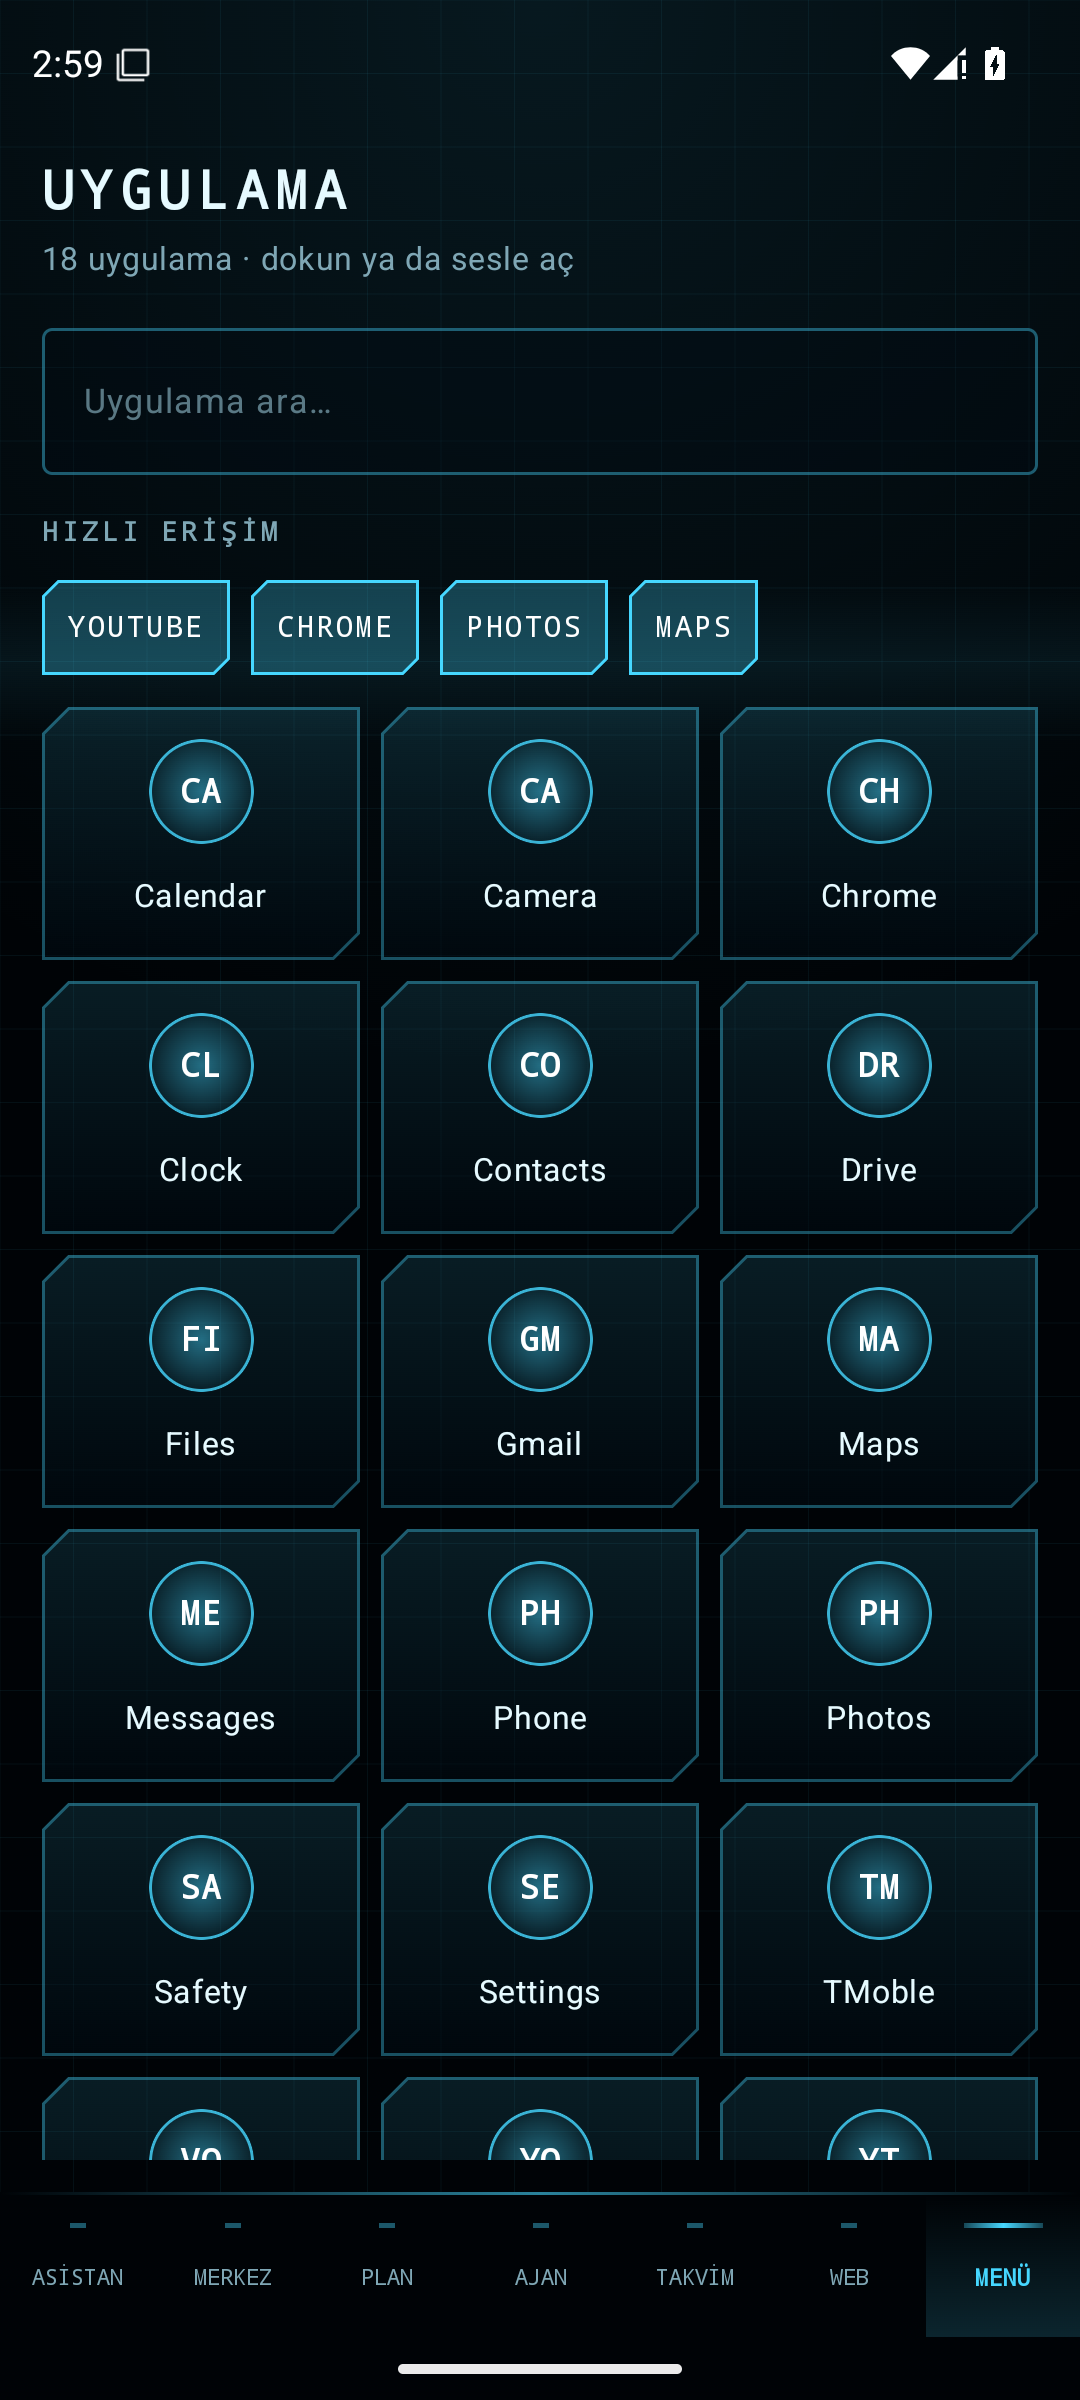 2:59
UYGULAMA
18 uygulama · dokun ya da sesle aç
Uygulama ara…
HIZLI ERİŞİM
YOUTUBE CHROME PHOTOS MAPS
CA CA CH
Calendar Camera Chrome
CL CO DR
Clock Contacts Drive
FI GM MA
Files Gmail Maps
ME PH PH
Messages Phone Photos
SA SE TM
Safety Settings TMoble
VO YO YT
ASİSTAN MERKEZ PLAN AJAN TAKVİM WEB MENÜ